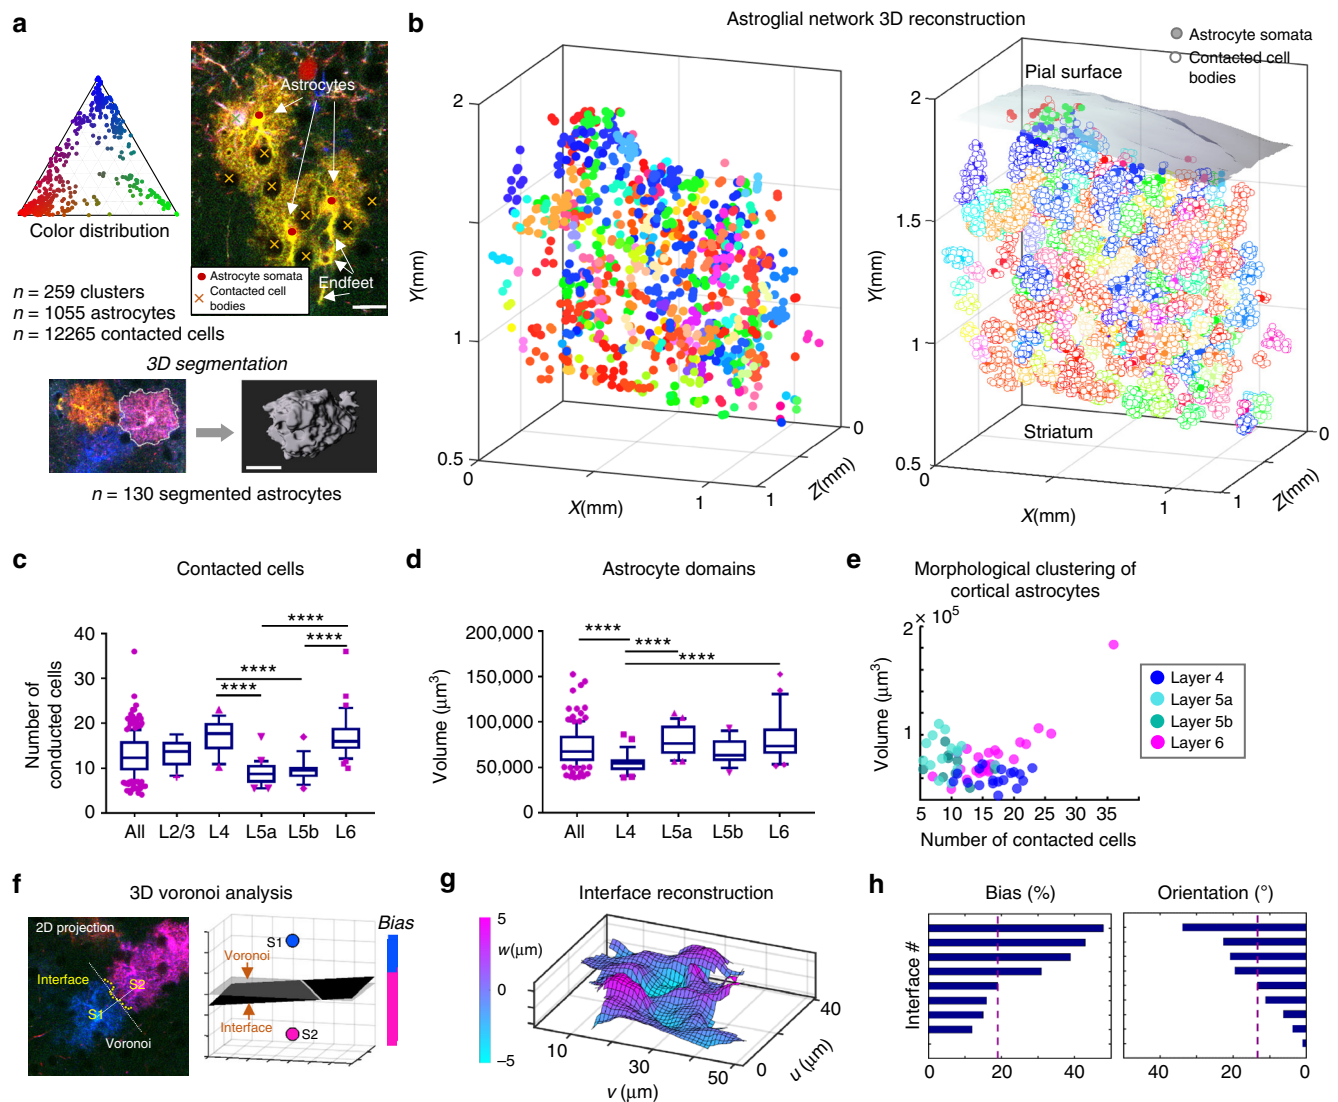 a
Color distribution
n = 259 clusters
n = 1055 astrocytes
n = 12265 contacted cells
Astrocytes
Endfeet
Astrocyte somata
Contacted cell
bodies
3D segmentation
n = 130 segmented astrocytes
b
Astroglial network 3D reconstruction
2
1
0.5
0
1
1
0
Y(mm)
X(mm)
Z(mm)
Astrocyte somata
Contacted cell
bodies
Pial surface
Striatum
2
1.5
1
0.5
0
1
1
0
Y(mm)
X(mm)
Z(mm)
c
Contacted cells
Number of
conducted cells
40
30
20
10
0
****
****
****
****
All L2/3 L4 L5a L5b L6
d
Astrocyte domains
Volume (μm³)
200,000
150,000
100,000
50,000
0
****
****
****
All L4 L5a L5b L6
e
Morphological clustering of
cortical astrocytes
× 10⁵
2
1
Volume (μm³)
5 10 15 20 25 30 35 40
Number of contacted cells
Layer 4
Layer 5a
Layer 5b
Layer 6
f
3D voronoi analysis
2D projection
Interface
S2
S1
Voronoi
S1
Voronoi
Interface
S2
Bias
g
Interface reconstruction
5
w(μm)
0
−5
10
30
50
v (μm)
0
40
u (μm)
h
Bias (%)
Orientation (°)
Interface #
0 20 40
40 20 0